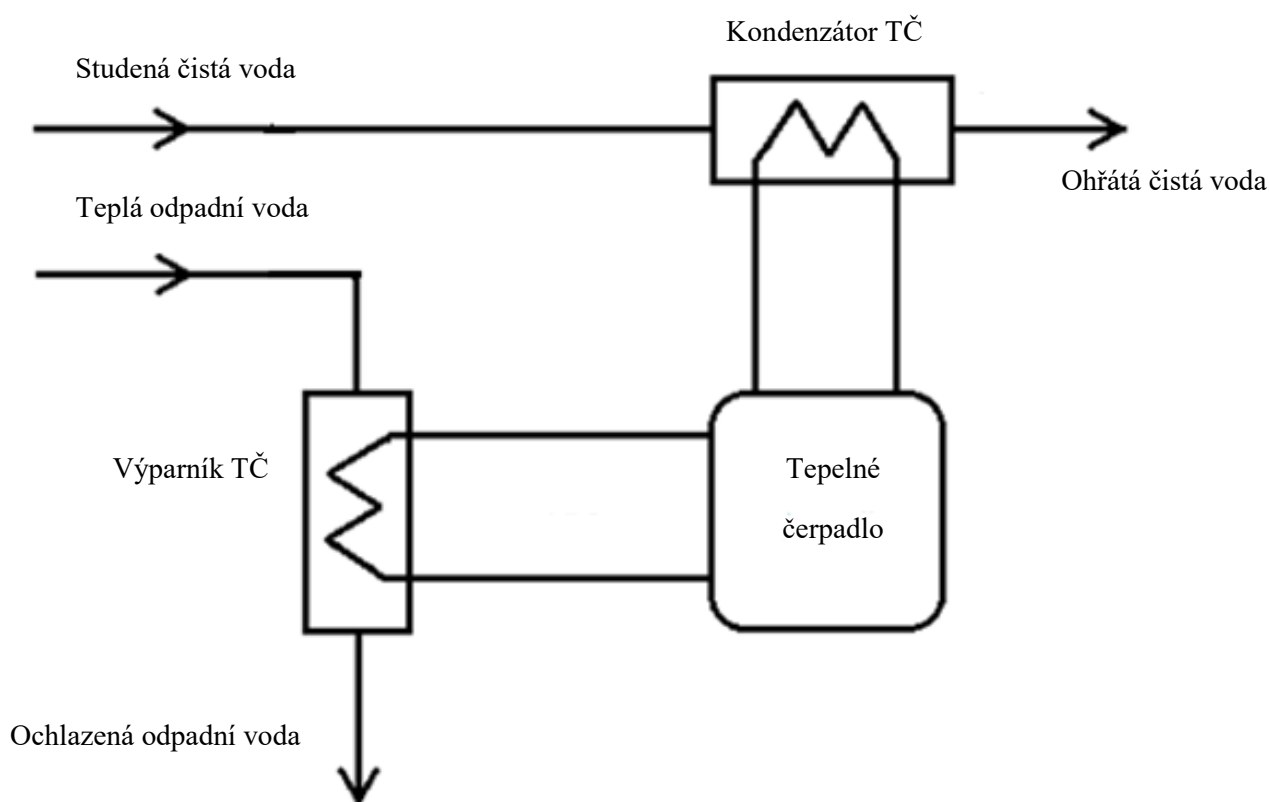 Kondenzátor TČ
Studená čistá voda
Ohřátá čistá voda
Teplá odpadní voda
Výparník TČ
Tepelné
čerpadlo
Ochlazená odpadní voda